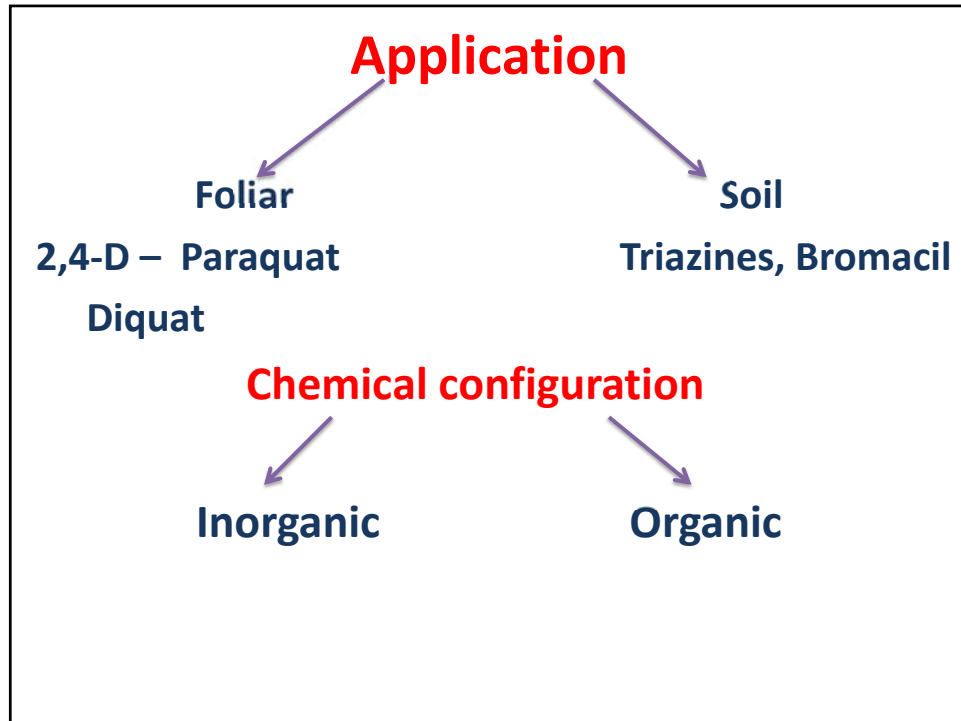 Application
Foliar Soil
2,4-D – Paraquat Triazines, Bromacil
Diquat
Chemical configuration
Inorganic Organic